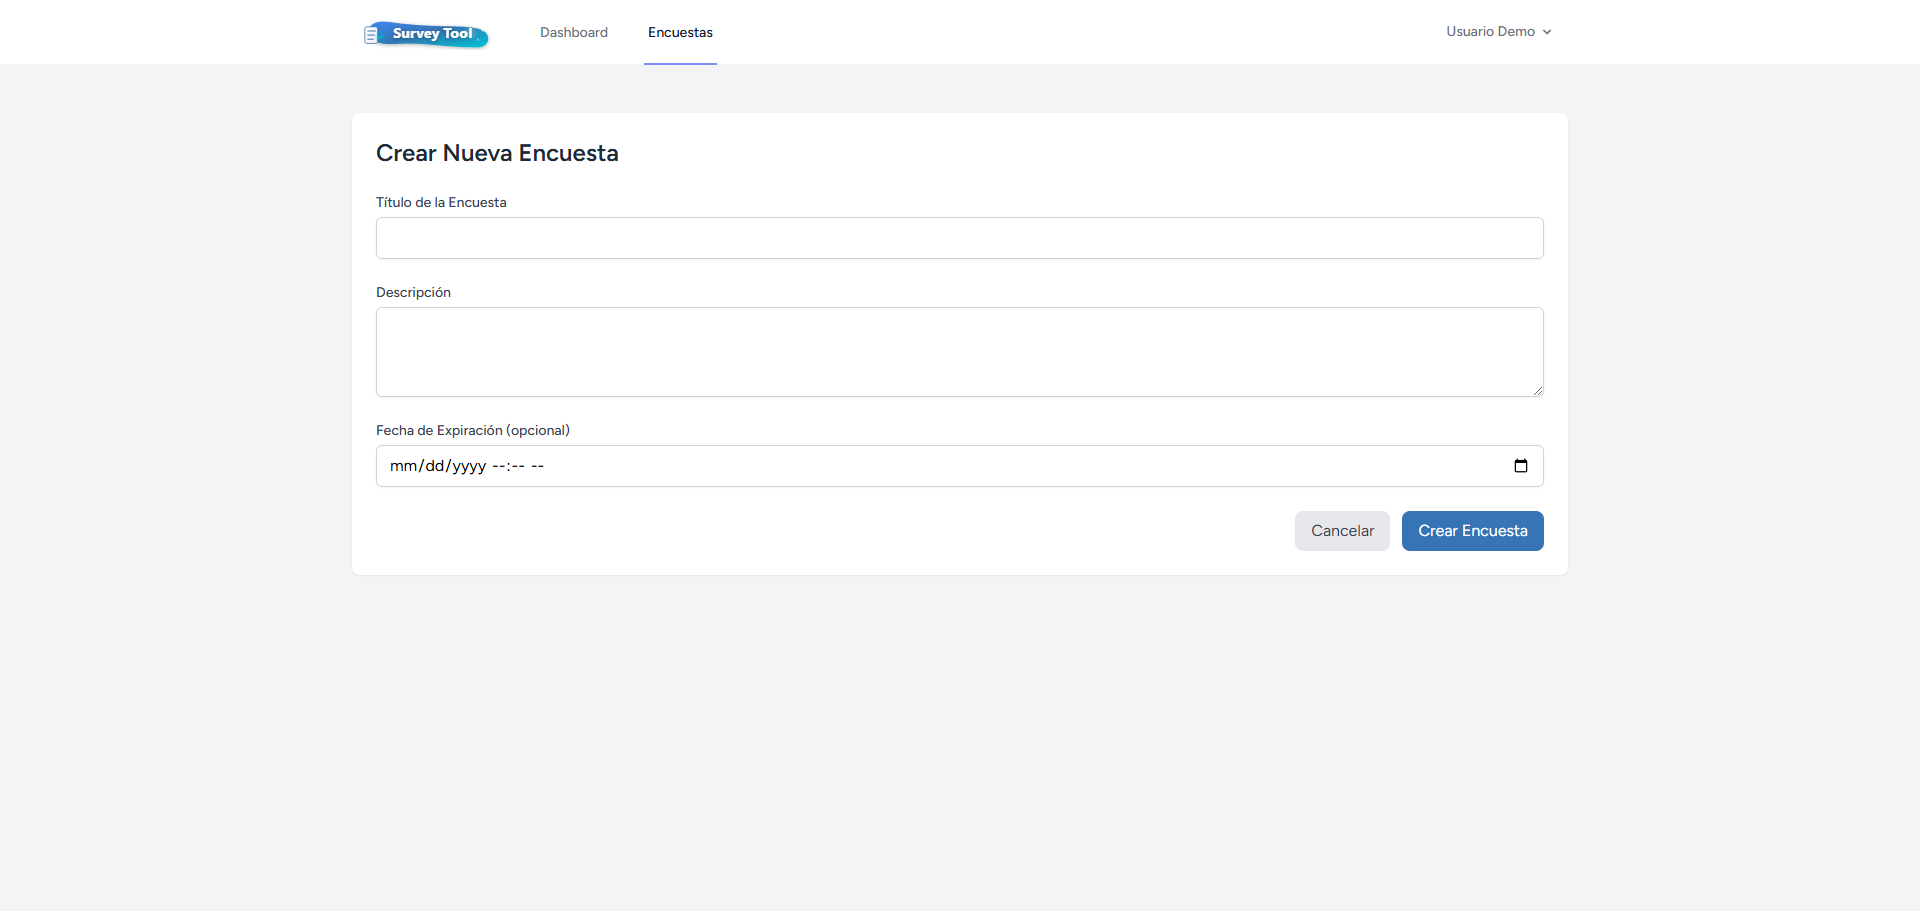 Survey Tool
Dashboard
Encuestas
Usuario Demo
Crear Nueva Encuesta
Título de la Encuesta
Descripción
Fecha de Expiración (opcional)
mm/dd/yyyy --:-- --
Cancelar
Crear Encuesta